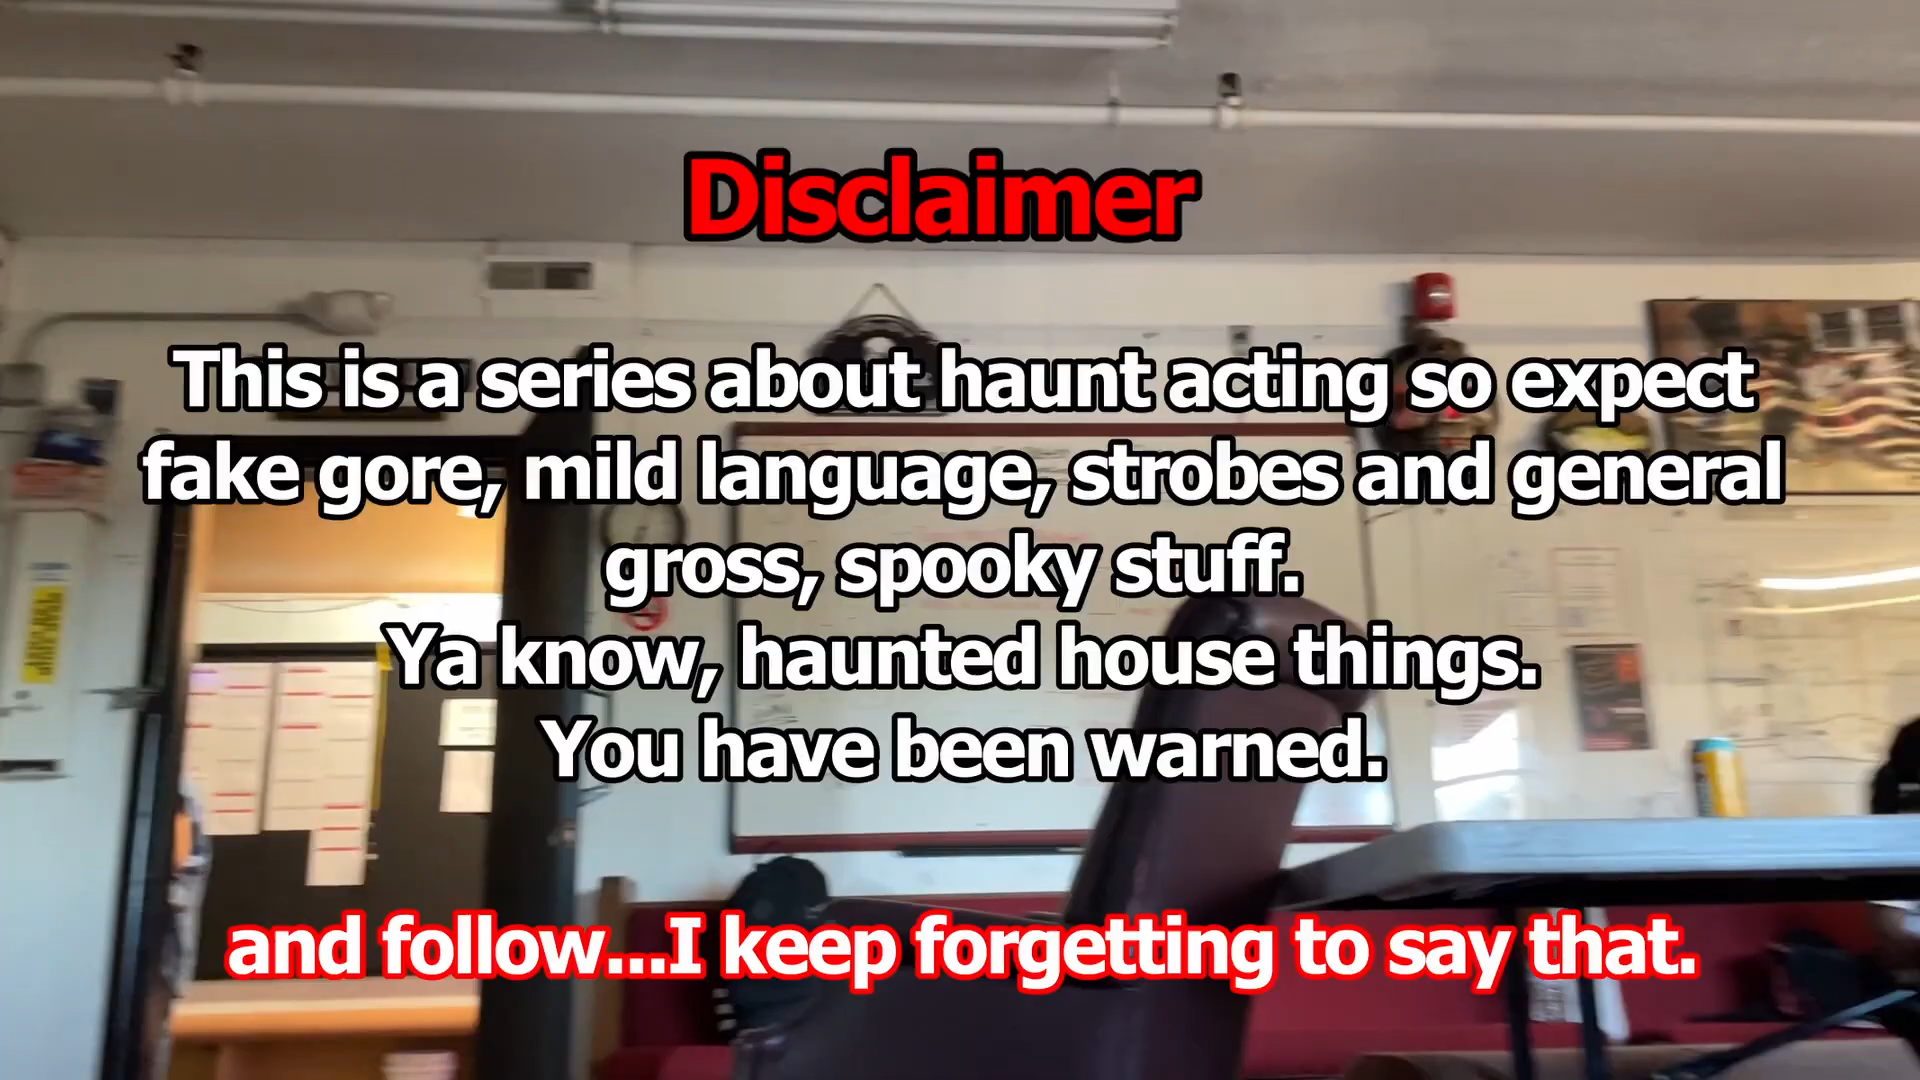 Disclaimer
This is a series about haunt acting so expect
fake gore, mild language, strobes and general
gross, spooky stuff.
Ya know, haunted house things.
You have been warned.
and follow...I keep forgetting to say that.